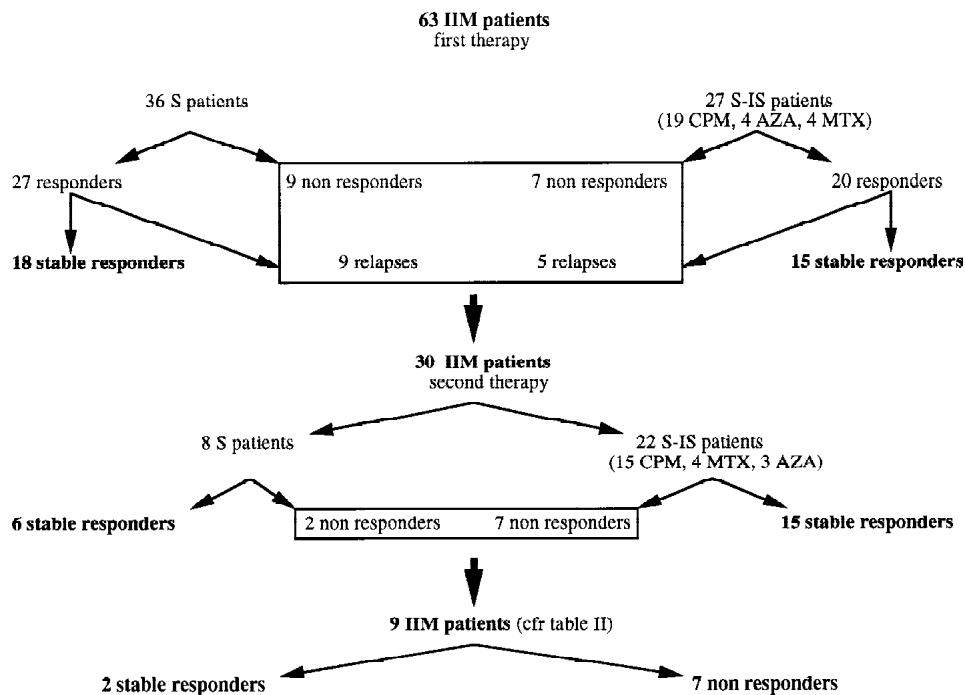 63 IIM patients
first therapy
36 S patients
27 S-IS patients
(19 CPM, 4 AZA, 4 MTX)
27 responders
9 non responders
7 non responders
20 responders
18 stable responders
9 relapses
5 relapses
15 stable responders
30 IIM patients
second therapy
8 S patients
22 S-IS patients
(15 CPM, 4 MTX, 3 AZA)
6 stable responders
2 non responders
7 non responders
15 stable responders
9 IIM patients (cfr table II)
2 stable responders
7 non responders